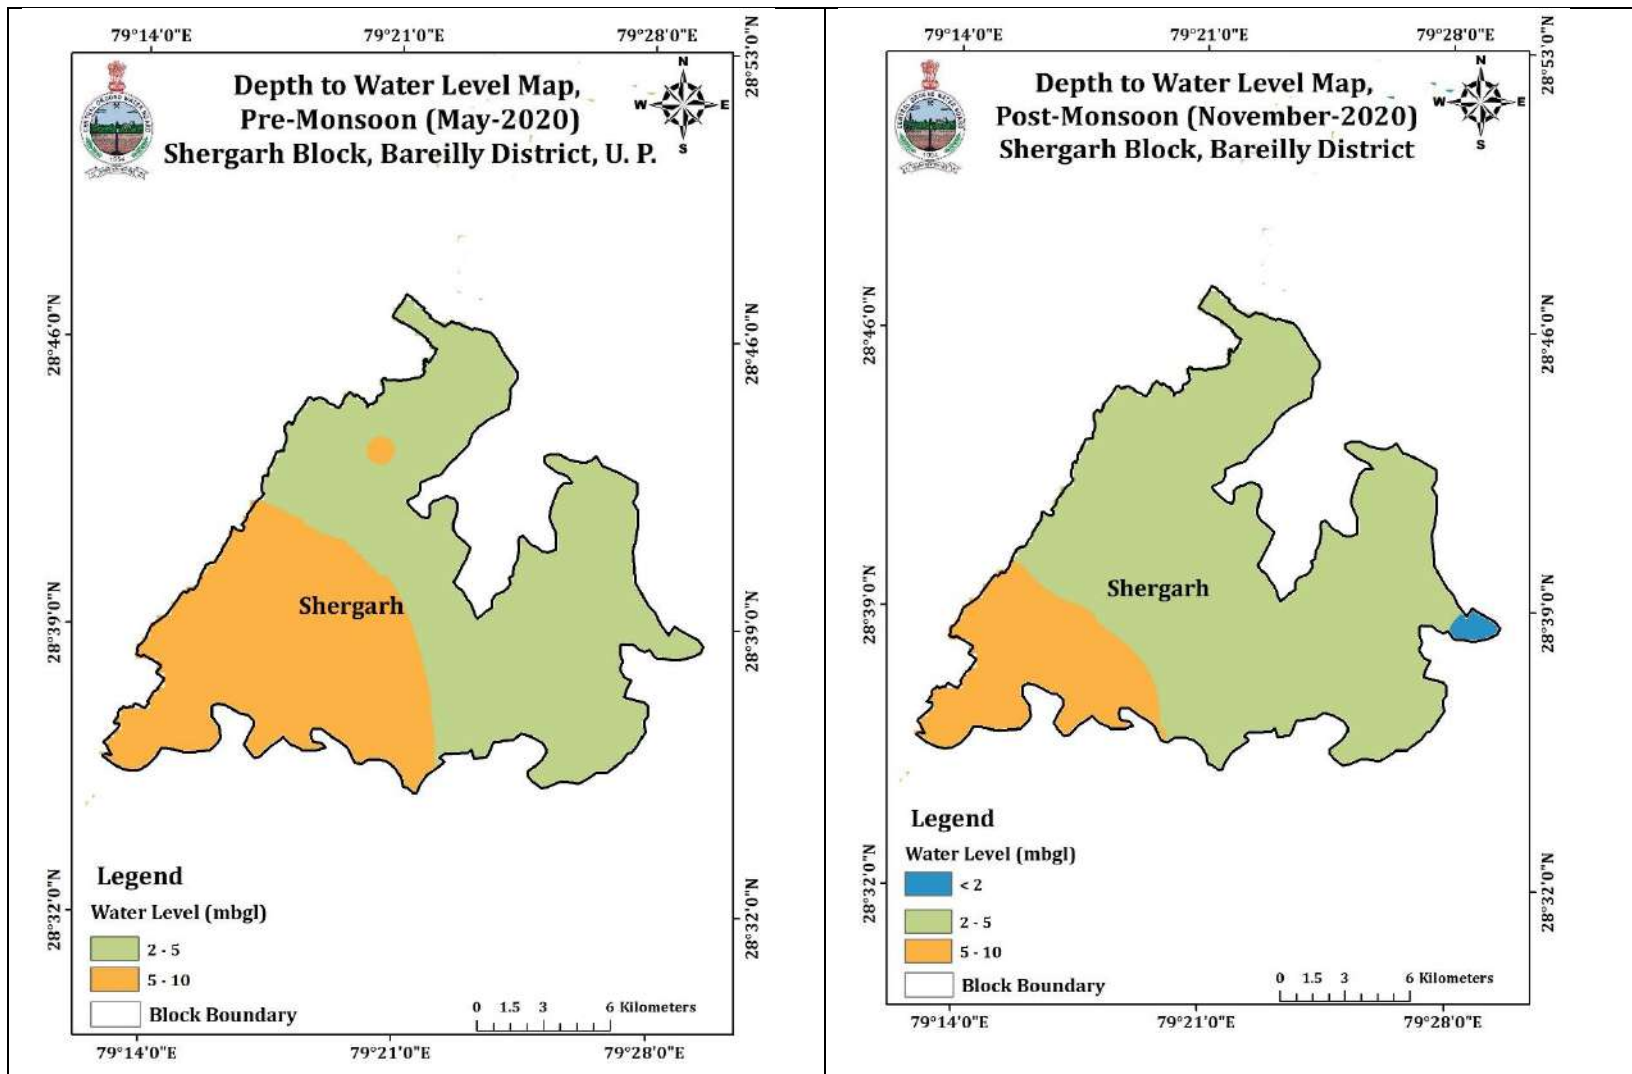 79°14'0"E 79°21'0"E 79°28'0"E
28°53'0"N
Depth to Water Level Map,
Pre-Monsoon (May-2020)
Shergarh Block, Bareilly District, U. P.
N
W E
S
28°46'0"N 28°46'0"N
Shergarh
28°39'0"N 28°39'0"N
Legend
Water Level (mbgl)
2 - 5
5 - 10
Block Boundary
28°32'0"N 28°32'0"N
0 1.5 3 6 Kilometers
79°14'0"E 79°21'0"E 79°28'0"E
79°14'0"E 79°21'0"E 79°28'0"E
28°53'0"N
Depth to Water Level Map,
Post-Monsoon (November-2020)
Shergarh Block, Bareilly District
N
W E
S
28°46'0"N 28°46'0"N
Shergarh
28°39'0"N 28°39'0"N
Legend
Water Level (mbgl)
< 2
2 - 5
5 - 10
Block Boundary
28°32'0"N 28°32'0"N
0 1.5 3 6 Kilometers
79°14'0"E 79°21'0"E 79°28'0"E